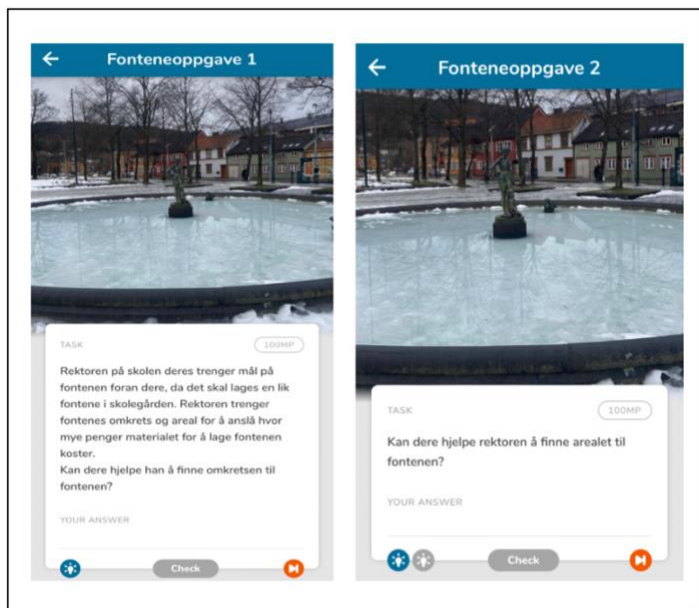 Fonteneoppgave 1
TASK
100MP
Rektoren på skolen deres trenger mål på
fontenen foran dere, da det skal lages en lik
fontene i skolegården. Rektoren trenger
fontenes omkrets og areal for å anslå hvor
mye penger materialet for å lage fontenen
koster.
Kan dere hjelpe han å finne omkretsen til
fontenen?
YOUR ANSWER
Check
Fonteneoppgave 2
TASK
100MP
Kan dere hjelpe rektoren å finne arealet til
fontenen?
YOUR ANSWER
Check